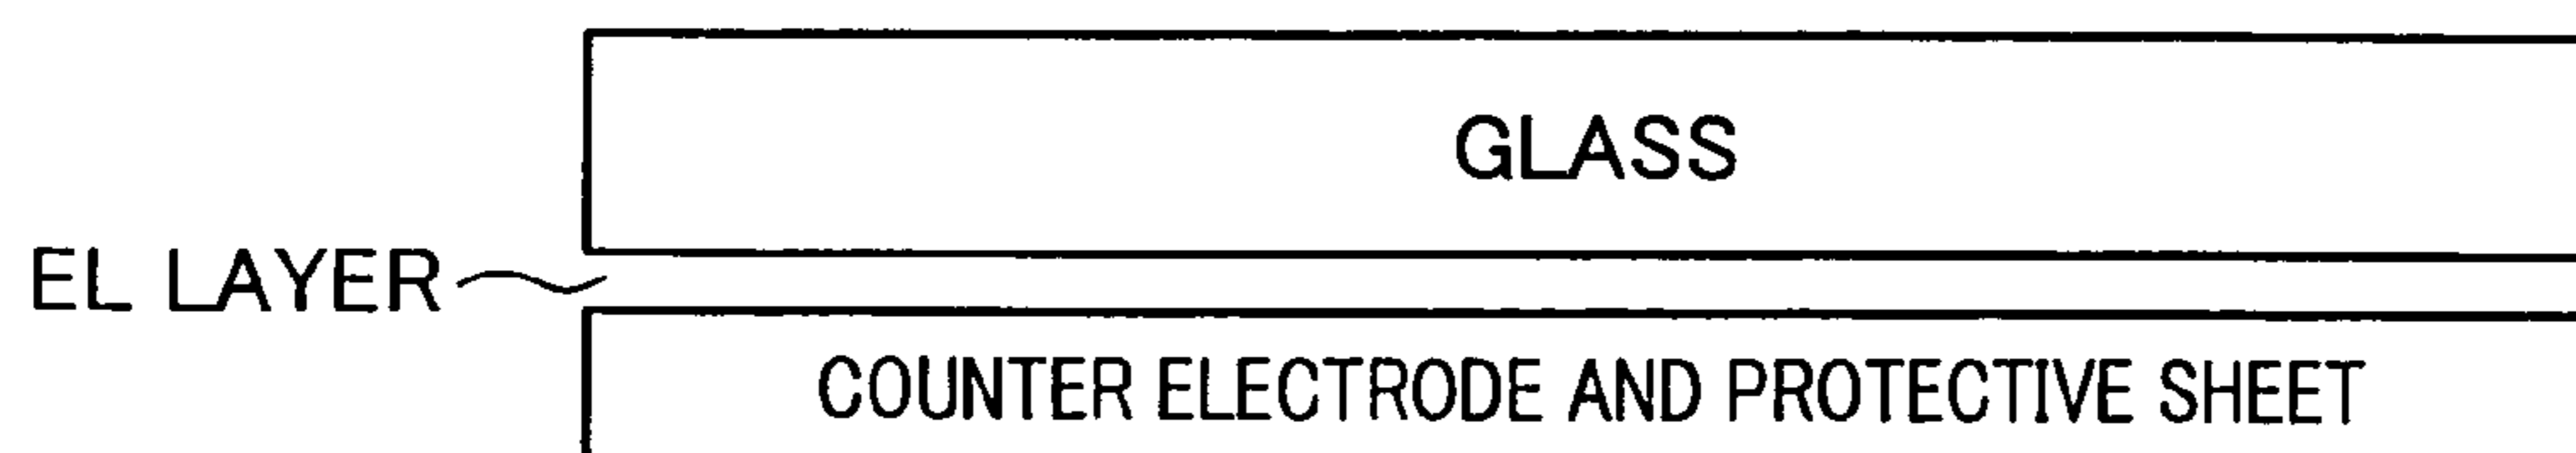 GLASS
EL LAYER
COUNTER ELECTRODE AND PROTECTIVE SHEET